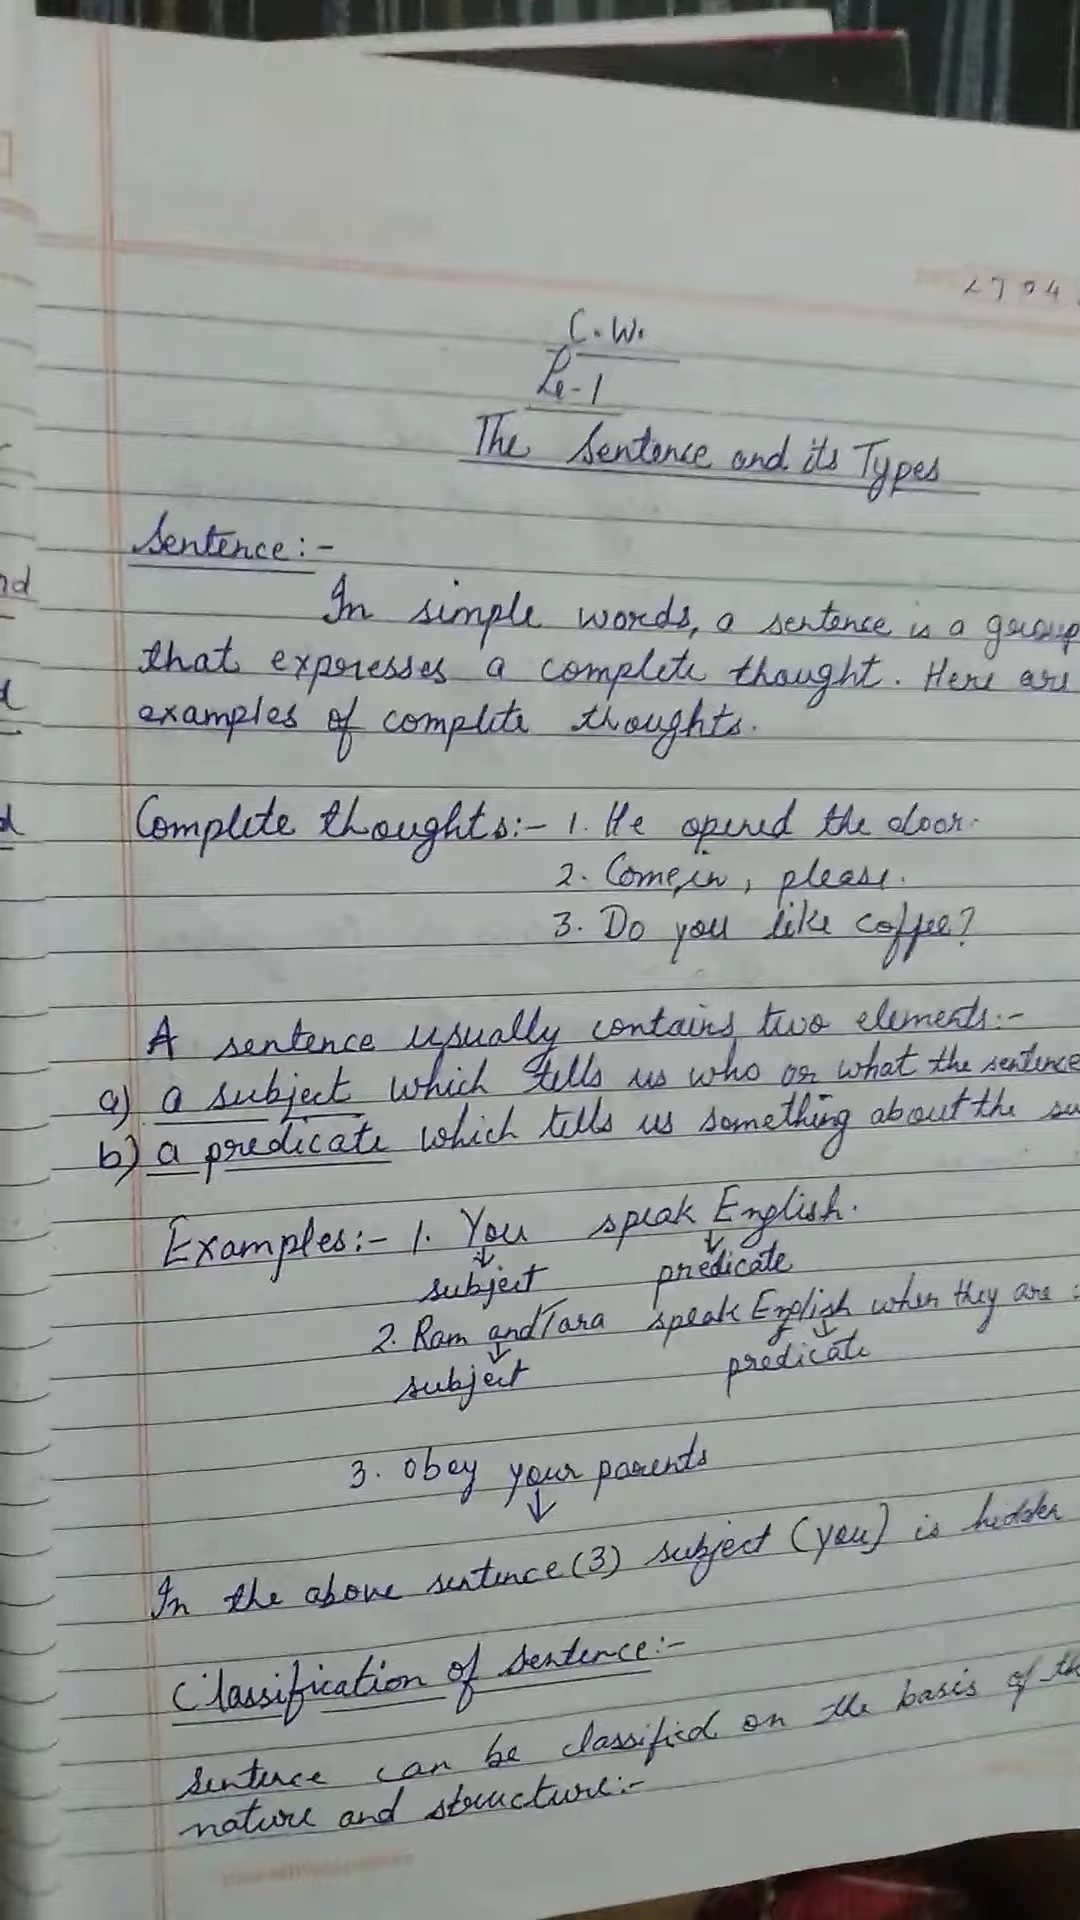 2704
C.W.
L-1
The Sentence and its Types
Sentence:-
In simple words, a sentence is a group
that expresses a complete thought. Here are
examples of complete thoughts.
Complete thoughts:- 1. He opened the door.
2. Come in, please.
3. Do you like coffee?
A sentence usually contains two elements:-
a) a subject which tells us who or what the sentence
b) a predicate which tells us something about the su
Examples:- 1. You speak English.
↓ ↓
subject predicate
2. Ram and Tara speak English when they are
↓ ↓
subject predicate
3. Obey your parents
↓
In the above sentence (3) subject (you) is hidden
Classification of Sentence:-
Sentence can be classified on the basis of th
nature and structure:-